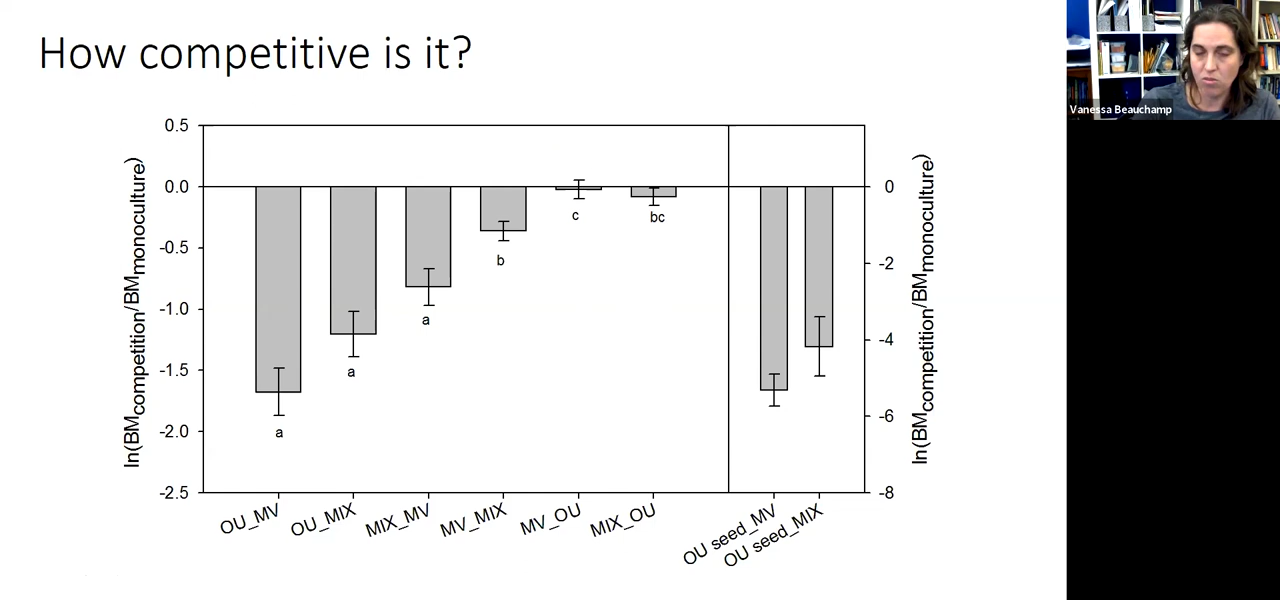 How competitive is it?
Vanessa Beauchamp
ln(BMcompetition/BMmonoculture)
0.5
0.0
-0.5
-1.0
-1.5
-2.0
-2.5
a
a
a
b
c
bc
0
-2
-4
-6
-8
ln(BMcompetition/BMmonoculture)
OU_MV
OU_MIX
MIX_MV
MV_MIX
MV_OU
MIX_OU
OU seed_MV
OU seed_MIX